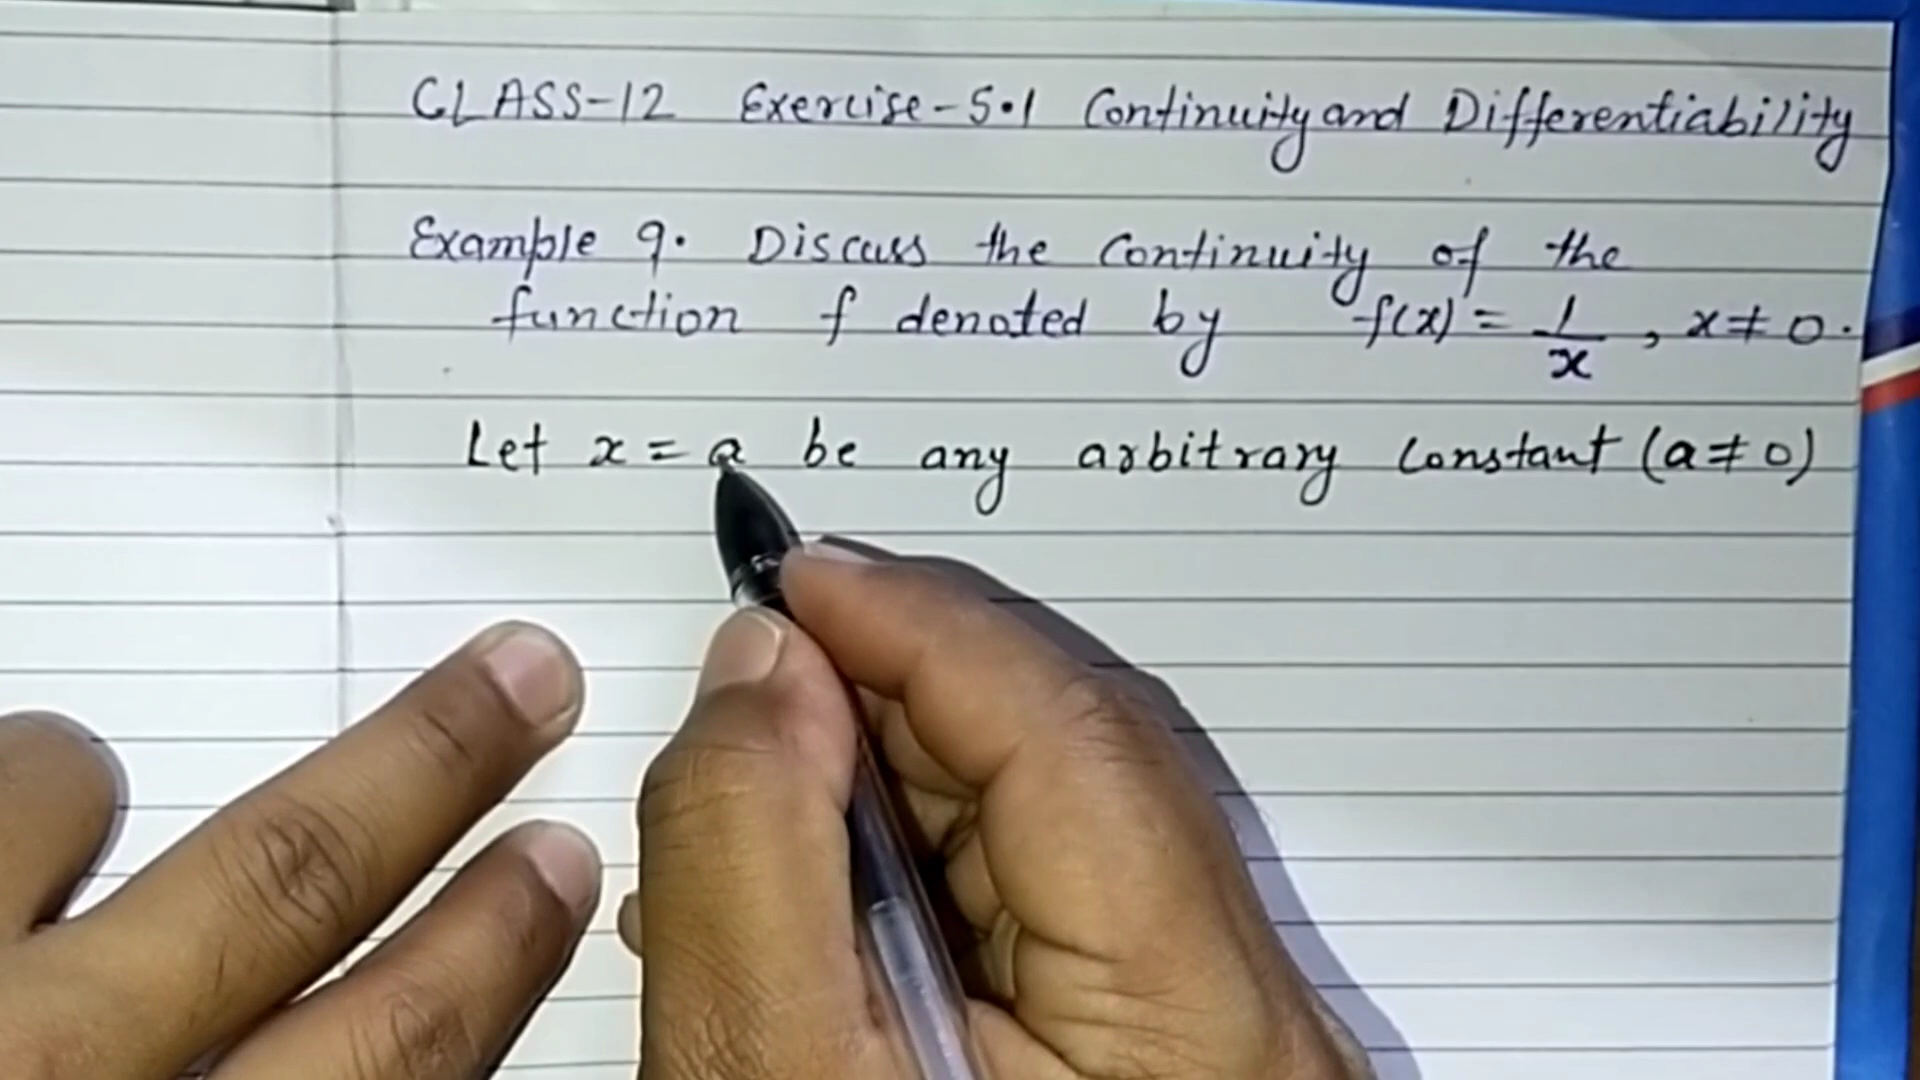 CLASS-12 Exercise-5.1 Continuity and Differentiability
Example 9. Discuss the Continuity of the
function f denoted by f(x) = 1/x, x ≠ 0.
Let x = a be any arbitrary Constant (a ≠ 0)